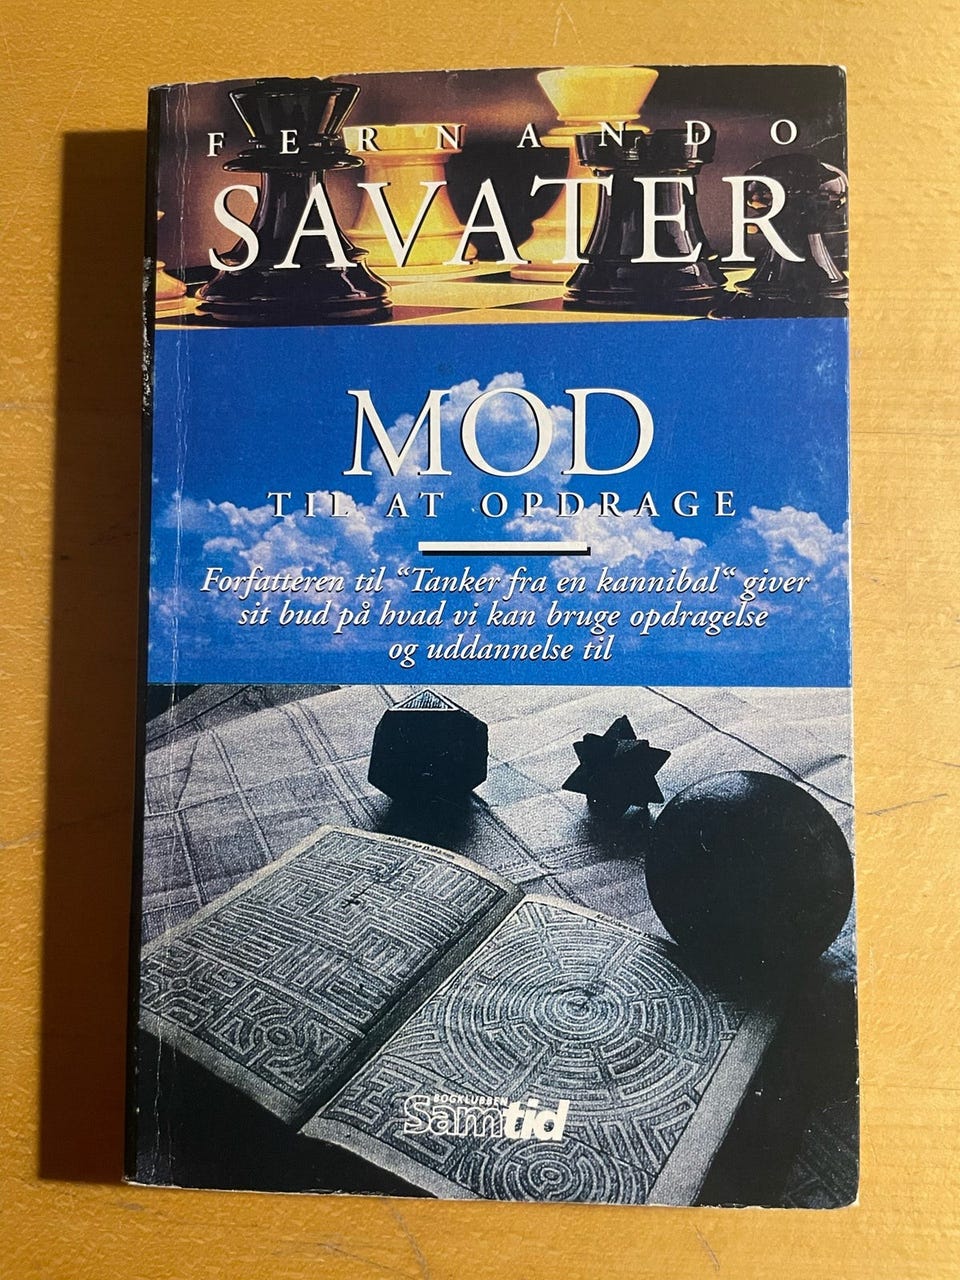 FERNANDO
SAVATER
MOD
TIL AT OPDRAGE
Forfatteren til “Tanker fra en kannibal“ giver
sit bud på hvad vi kan bruge opdragelse
og uddannelse til
BOGKLUBBEN
Samtid